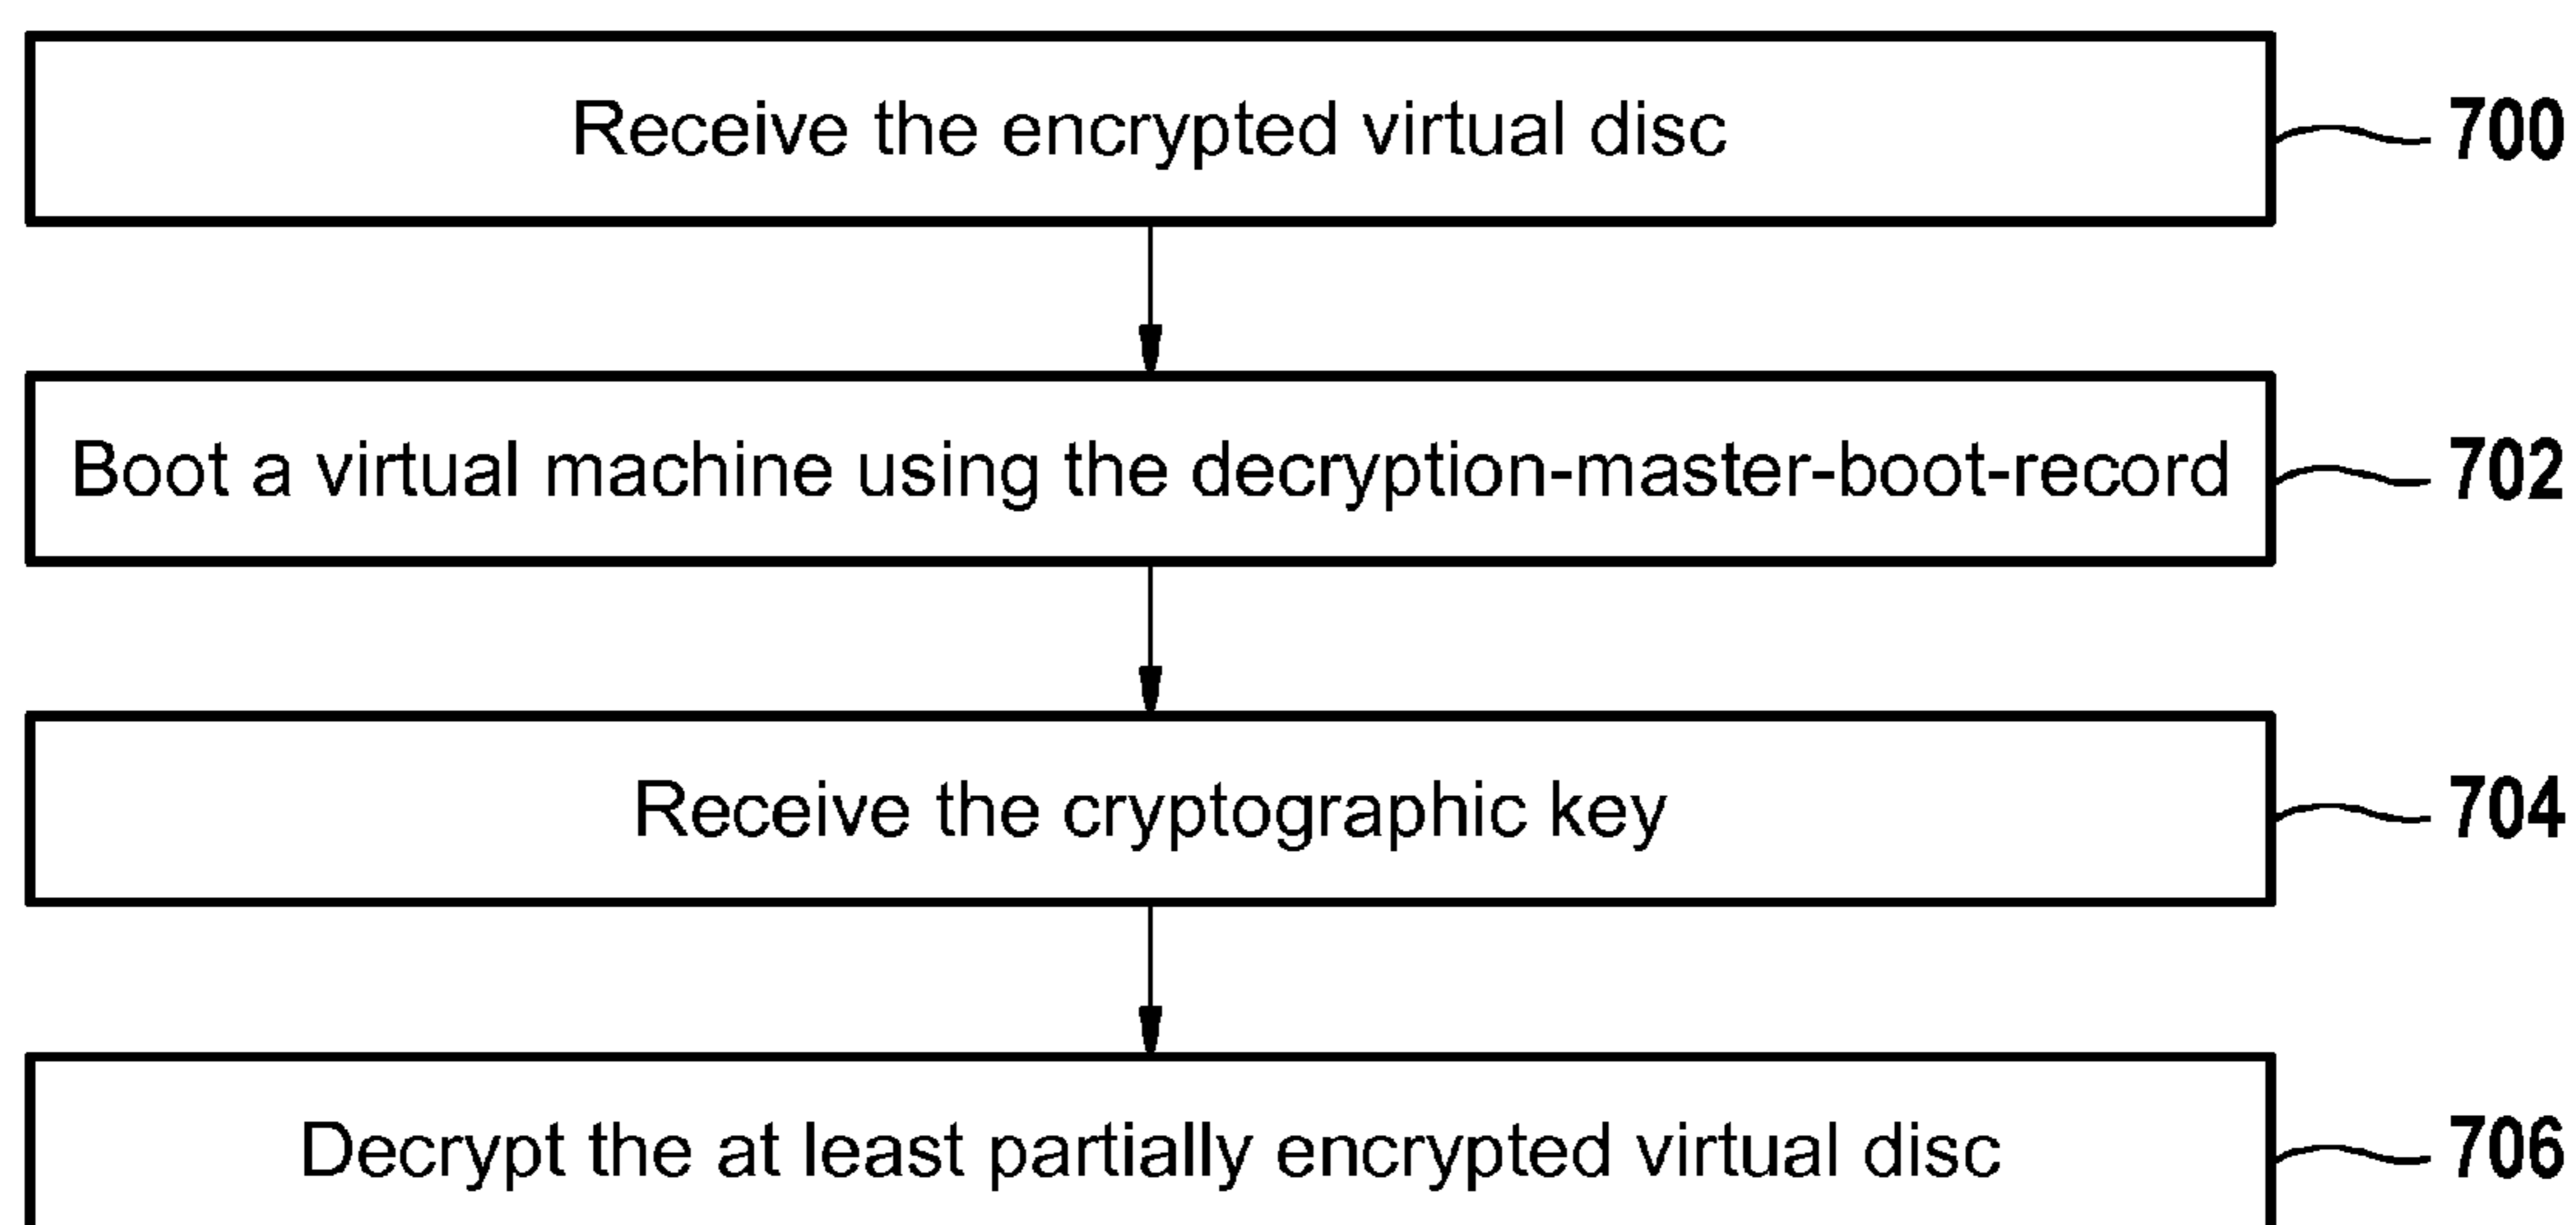 Receive the encrypted virtual disc
700
Boot a virtual machine using the decryption-master-boot-record
702
Receive the cryptographic key
704
Decrypt the at least partially encrypted virtual disc
706